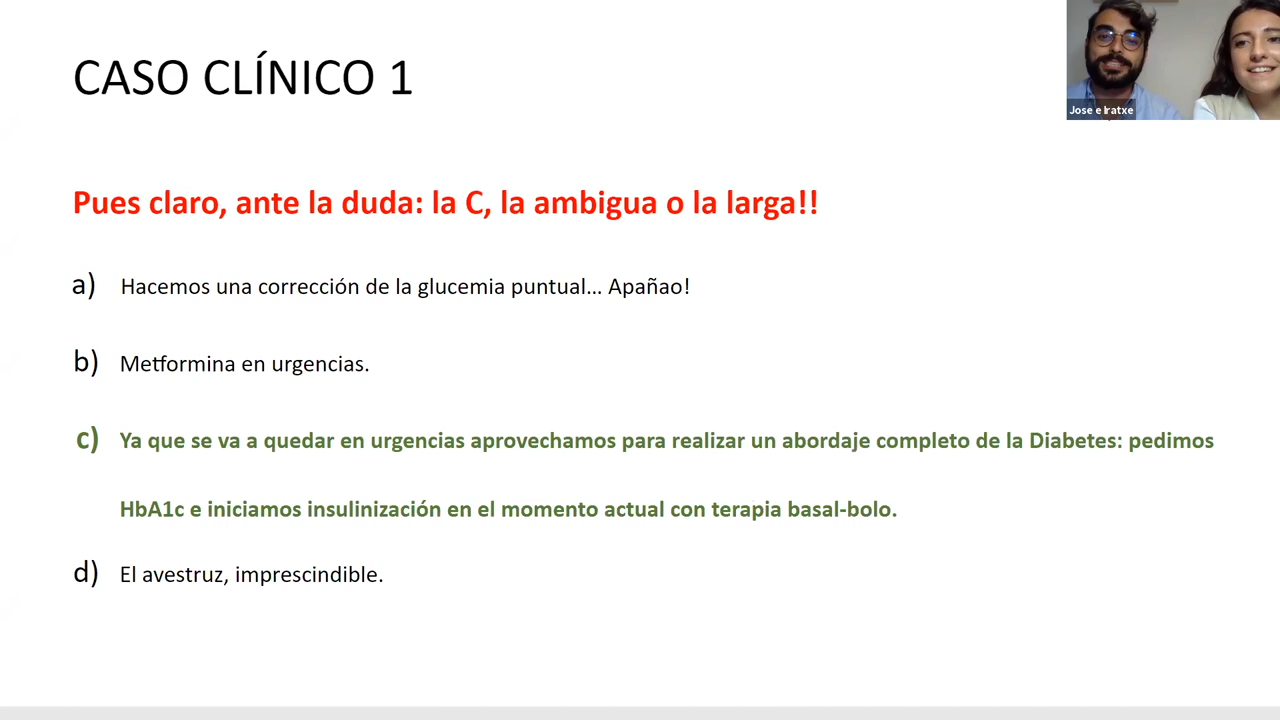 CASO CLÍNICO 1
Jose e Iratxe
Pues claro, ante la duda: la C, la ambigua o la larga!!
a) Hacemos una corrección de la glucemia puntual... Apañao!
b) Metformina en urgencias.
c) Ya que se va a quedar en urgencias aprovechamos para realizar un abordaje completo de la Diabetes: pedimos
HbA1c e iniciamos insulinización en el momento actual con terapia basal-bolo.
d) El avestruz, imprescindible.